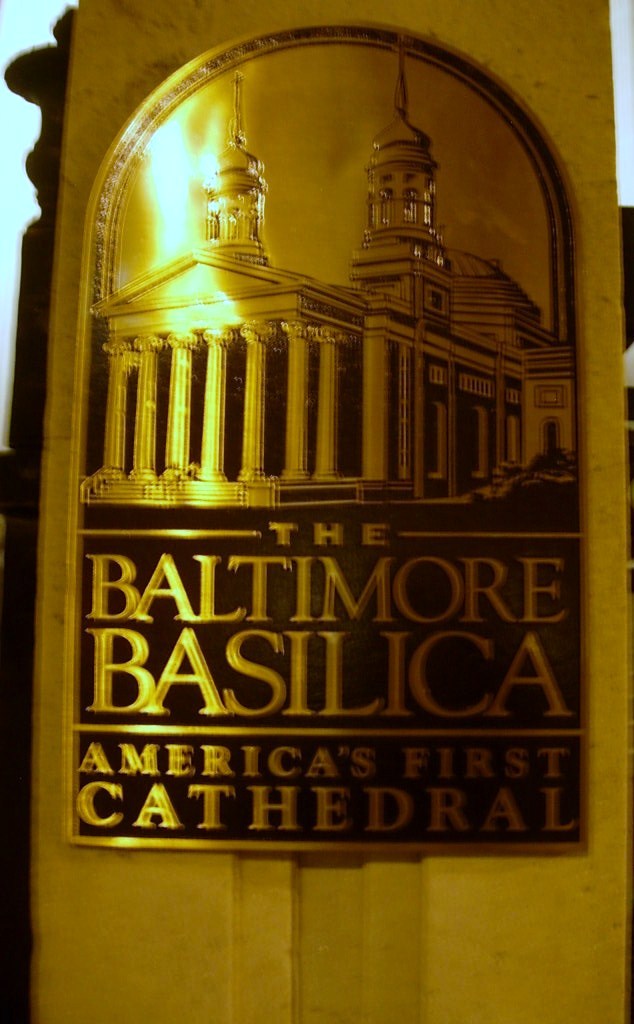 THE
BALTIMORE
BASILICA
AMERICA'S FIRST
CATHEDRAL